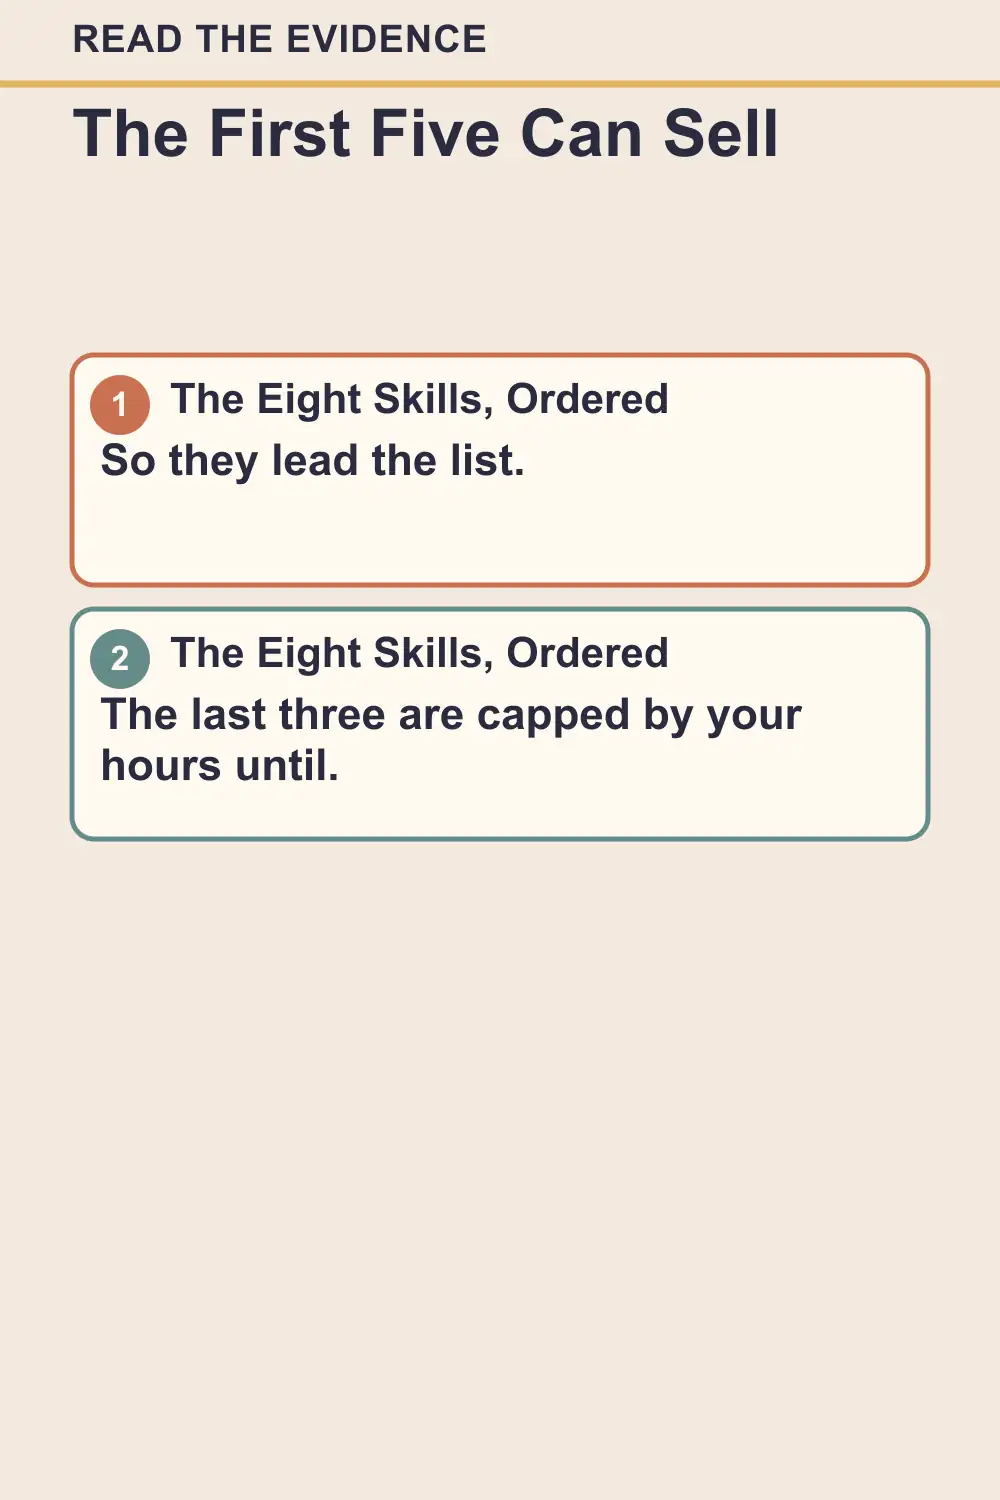 READ THE EVIDENCE
The First Five Can Sell
1 The Eight Skills, Ordered
So they lead the list.
2 The Eight Skills, Ordered
The last three are capped by your
hours until.